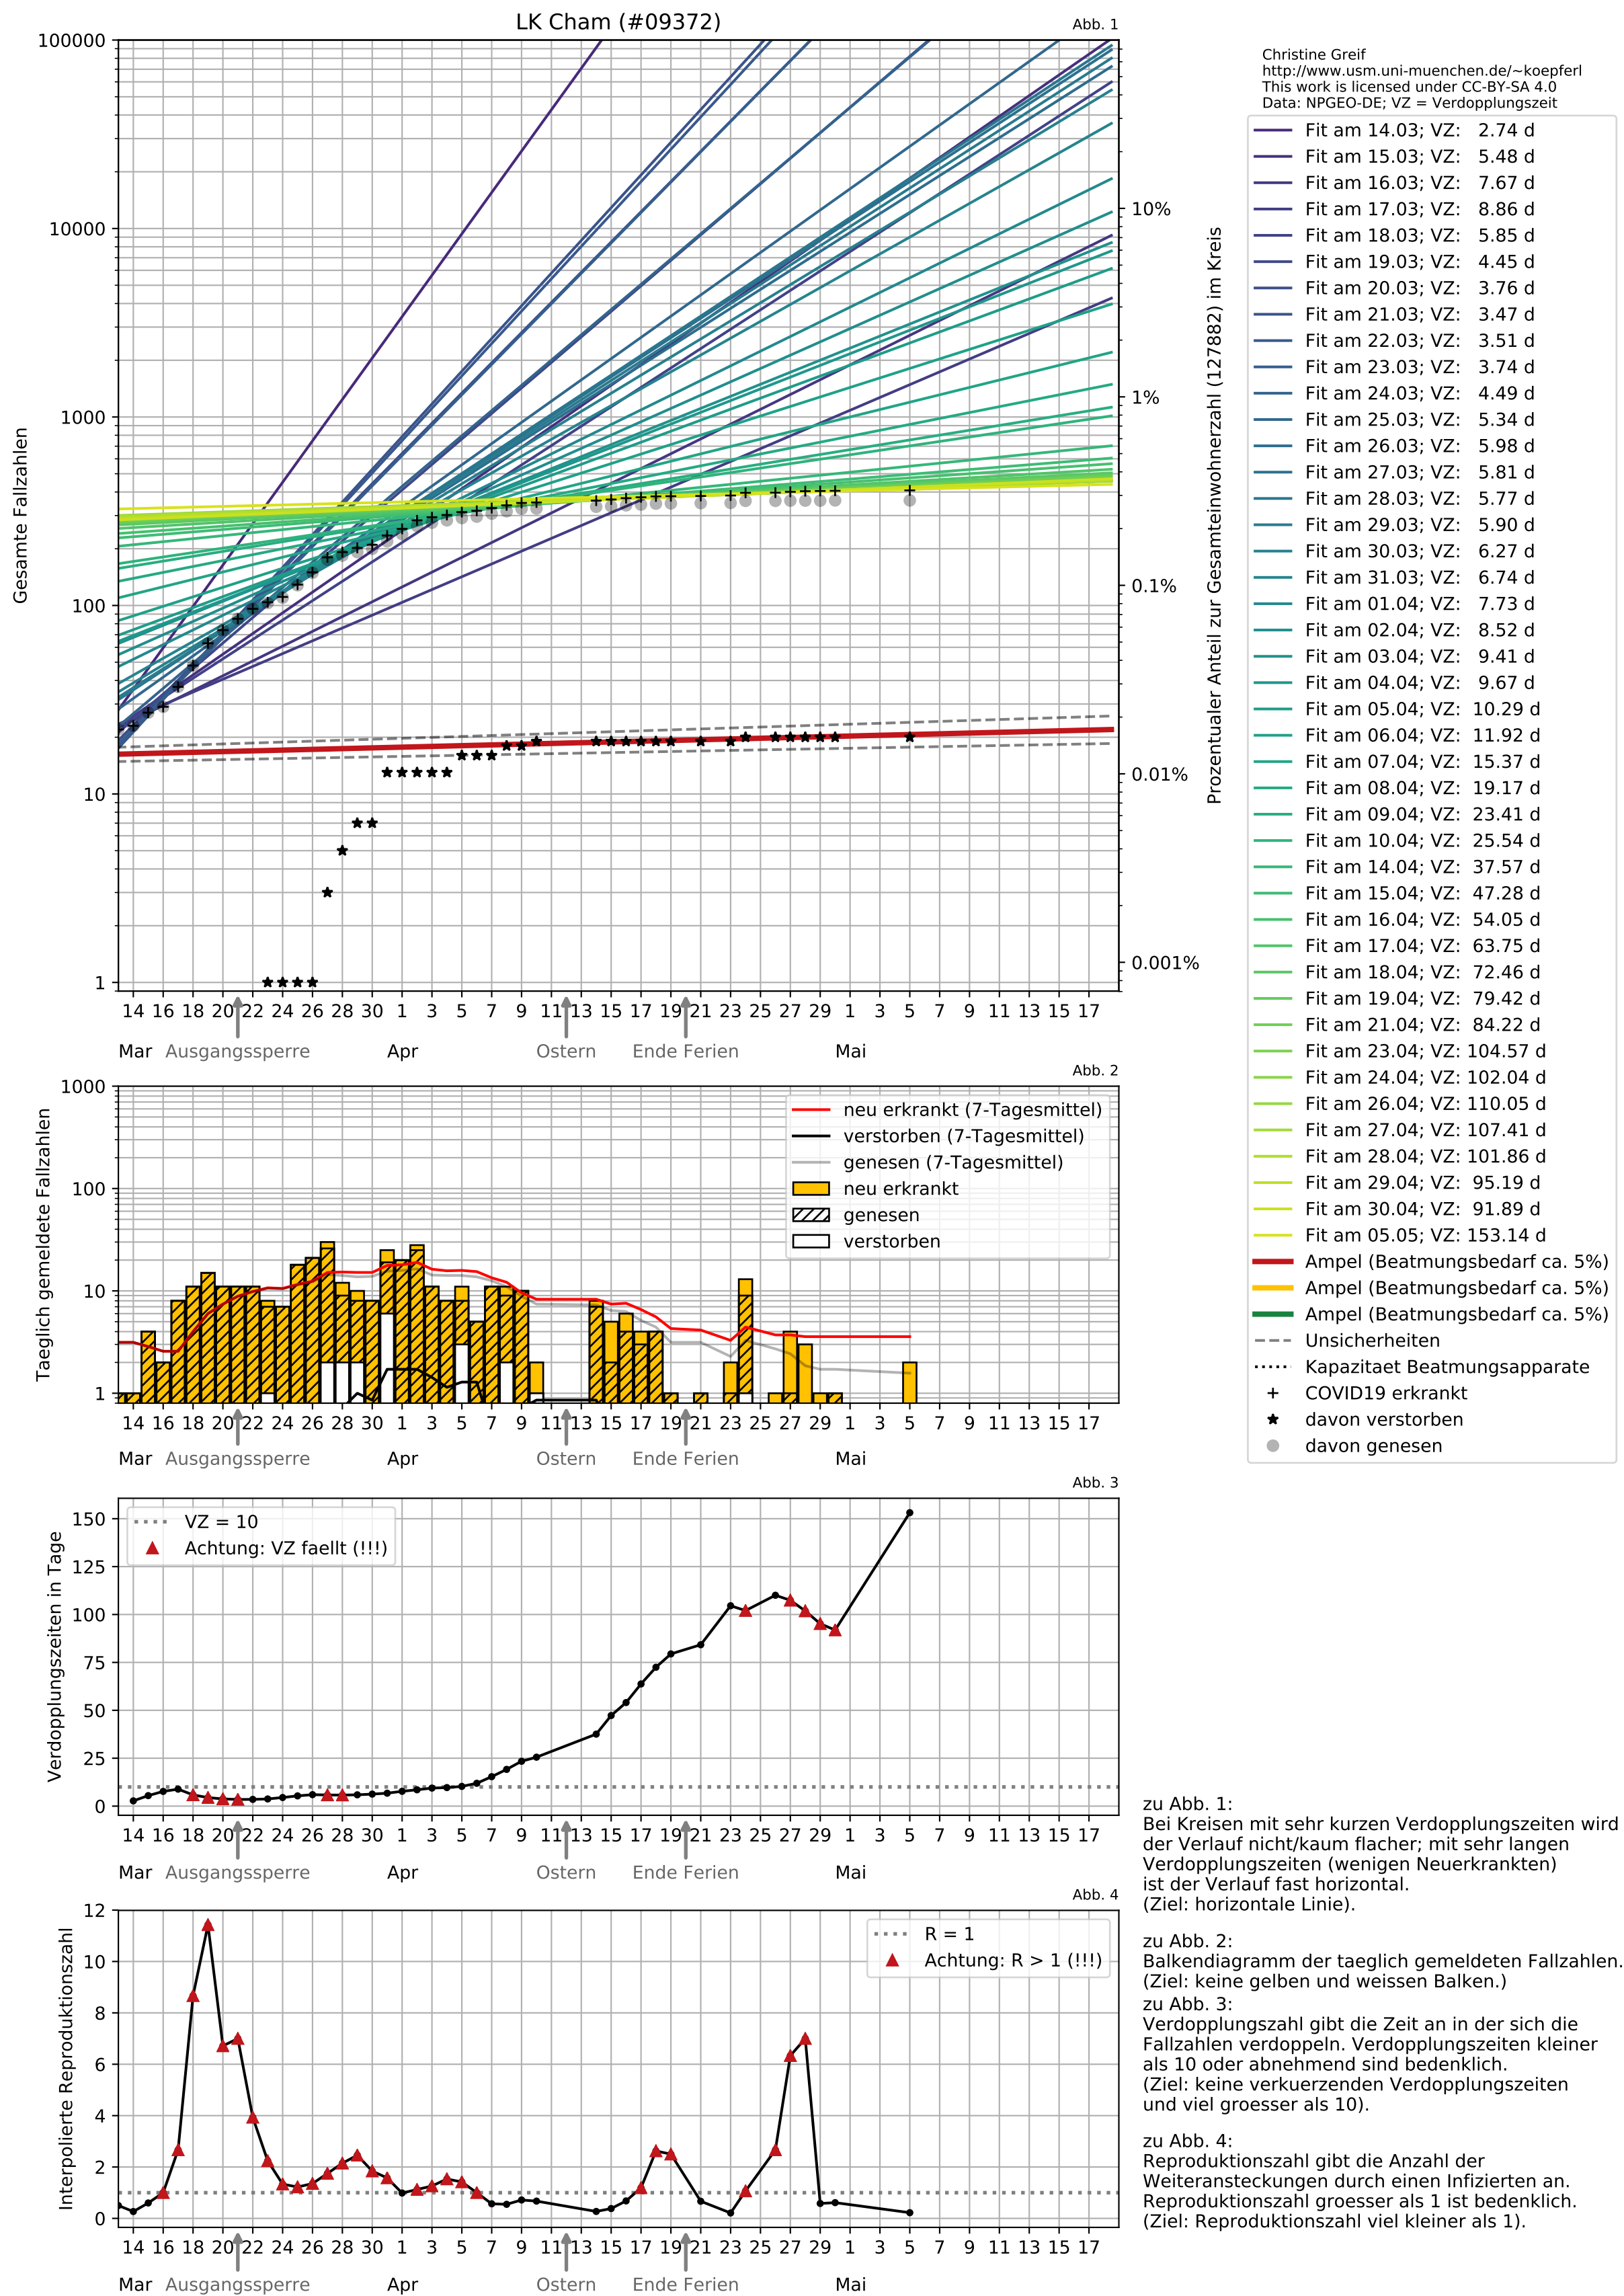 LK Cham (#09372)
Abb. 1
Christine Greif
http://www.usm.uni-muenchen.de/~koepferl
This work is licensed under CC-BY-SA 4.0
Data: NPGEO-DE; VZ = Verdopplungszeit
Gesamte Fallzahlen
100000
10000
1000
100
10
1
Prozentualer Anteil zur Gesamteinwohnerzahl (127882) im Kreis
10%
1%
0.1%
0.01%
0.001%
14 16 18 20 22 24 26 28 30 1 3 5 7 9 11 13 15 17 19 21 23 25 27 29 1 3 5 7 9 11 13 15 17
Mar Ausgangssperre Apr Ostern Ende Ferien Mai
Fit am 14.03; VZ: 2.74 d
Fit am 15.03; VZ: 5.48 d
Fit am 16.03; VZ: 7.67 d
Fit am 17.03; VZ: 8.86 d
Fit am 18.03; VZ: 5.85 d
Fit am 19.03; VZ: 4.45 d
Fit am 20.03; VZ: 3.76 d
Fit am 21.03; VZ: 3.47 d
Fit am 22.03; VZ: 3.51 d
Fit am 23.03; VZ: 3.74 d
Fit am 24.03; VZ: 4.49 d
Fit am 25.03; VZ: 5.34 d
Fit am 26.03; VZ: 5.98 d
Fit am 27.03; VZ: 5.81 d
Fit am 28.03; VZ: 5.77 d
Fit am 29.03; VZ: 5.90 d
Fit am 30.03; VZ: 6.27 d
Fit am 31.03; VZ: 6.74 d
Fit am 01.04; VZ: 7.73 d
Fit am 02.04; VZ: 8.52 d
Fit am 03.04; VZ: 9.41 d
Fit am 04.04; VZ: 9.67 d
Fit am 05.04; VZ: 10.29 d
Fit am 06.04; VZ: 11.92 d
Fit am 07.04; VZ: 15.37 d
Fit am 08.04; VZ: 19.17 d
Fit am 09.04; VZ: 23.41 d
Fit am 10.04; VZ: 25.54 d
Fit am 14.04; VZ: 37.57 d
Fit am 15.04; VZ: 47.28 d
Fit am 16.04; VZ: 54.05 d
Fit am 17.04; VZ: 63.75 d
Fit am 18.04; VZ: 72.46 d
Fit am 19.04; VZ: 79.42 d
Fit am 21.04; VZ: 84.22 d
Fit am 23.04; VZ: 104.57 d
Fit am 24.04; VZ: 102.04 d
Fit am 26.04; VZ: 110.05 d
Fit am 27.04; VZ: 107.41 d
Fit am 28.04; VZ: 101.86 d
Fit am 29.04; VZ: 95.19 d
Fit am 30.04; VZ: 91.89 d
Fit am 05.05; VZ: 153.14 d
Ampel (Beatmungsbedarf ca. 5%)
Ampel (Beatmungsbedarf ca. 5%)
Ampel (Beatmungsbedarf ca. 5%)
Unsicherheiten
Kapazitaet Beatmungsapparate
COVID19 erkrankt
davon verstorben
davon genesen
Abb. 2
Taeglich gemeldete Fallzahlen
1000
100
10
1
neu erkrankt (7-Tagesmittel)
verstorben (7-Tagesmittel)
genesen (7-Tagesmittel)
neu erkrankt
genesen
verstorben
14 16 18 20 22 24 26 28 30 1 3 5 7 9 11 13 15 17 19 21 23 25 27 29 1 3 5 7 9 11 13 15 17
Mar Ausgangssperre Apr Ostern Ende Ferien Mai
Abb. 3
Verdopplungszeiten in Tage
150
125
100
75
50
25
0
VZ = 10
Achtung: VZ faellt (!!!)
14 16 18 20 22 24 26 28 30 1 3 5 7 9 11 13 15 17 19 21 23 25 27 29 1 3 5 7 9 11 13 15 17
Mar Ausgangssperre Apr Ostern Ende Ferien Mai
Abb. 4
Interpolierte Reproduktionszahl
12
10
8
6
4
2
0
R = 1
Achtung: R > 1 (!!!)
14 16 18 20 22 24 26 28 30 1 3 5 7 9 11 13 15 17 19 21 23 25 27 29 1 3 5 7 9 11 13 15 17
Mar Ausgangssperre Apr Ostern Ende Ferien Mai
zu Abb. 1:
Bei Kreisen mit sehr kurzen Verdopplungszeiten wird
der Verlauf nicht/kaum flacher; mit sehr langen
Verdopplungszeiten (wenigen Neuerkrankten)
ist der Verlauf fast horizontal.
(Ziel: horizontale Linie).
zu Abb. 2:
Balkendiagramm der taeglich gemeldeten Fallzahlen.
(Ziel: keine gelben und weissen Balken.)
zu Abb. 3:
Verdopplungszahl gibt die Zeit an in der sich die
Fallzahlen verdoppeln. Verdopplungszeiten kleiner
als 10 oder abnehmend sind bedenklich.
(Ziel: keine verkuerzenden Verdopplungszeiten
und viel groesser als 10).
zu Abb. 4:
Reproduktionszahl gibt die Anzahl der
Weiteransteckungen durch einen Infizierten an.
Reproduktionszahl groesser als 1 ist bedenklich.
(Ziel: Reproduktionszahl viel kleiner als 1).